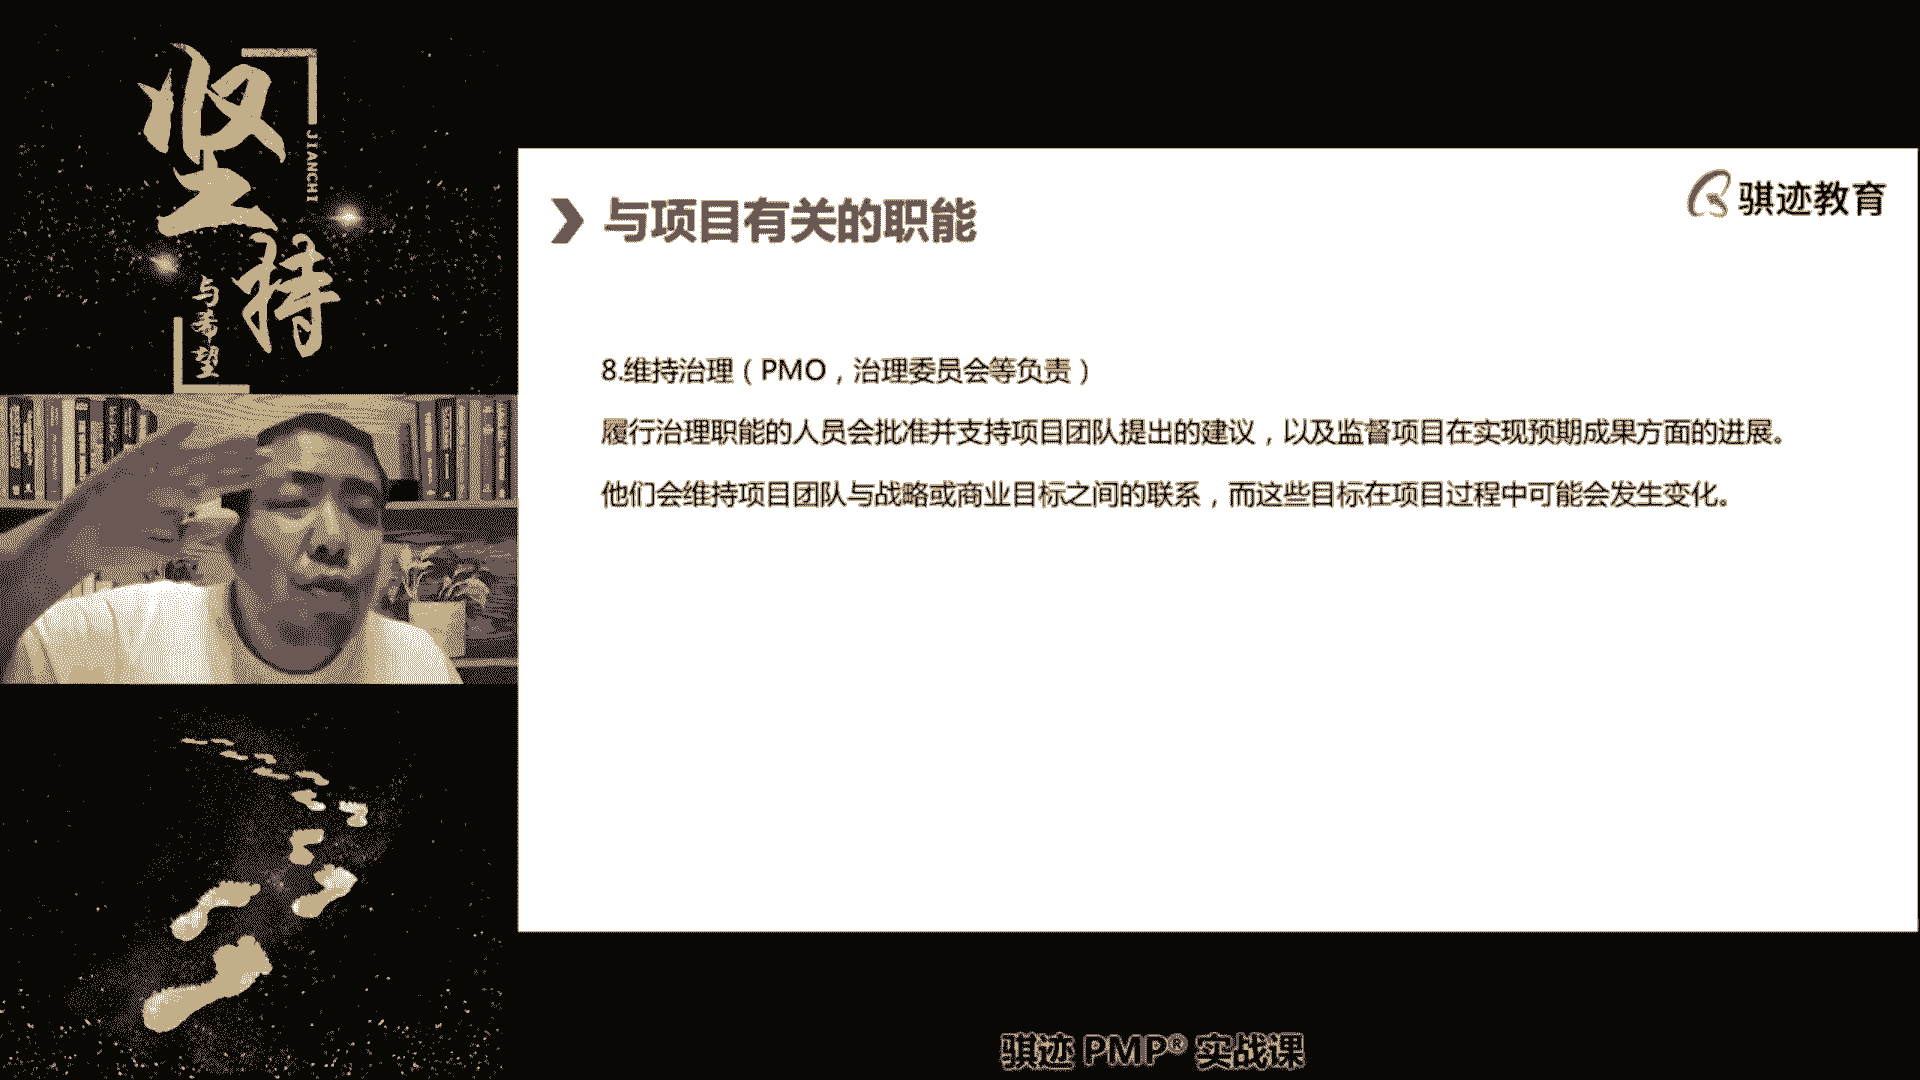 坚持
JIANCHI
与希望
与项目有关的职能
骐迹教育
8.维持治理（PMO，治理委员会等负责）
履行治理职能的人员会批准并支持项目团队提出的建议，以及监督项目在实现预期成果方面的进展。
他们会维持项目团队与战略或商业目标之间的联系，而这些目标在项目过程中可能会发生变化。
骐迹 PMP® 实战课